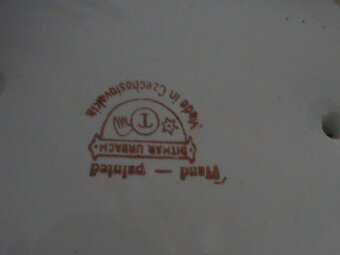 Hand — painted
DITMAR URBACH
T
Made in Czechoslovakia